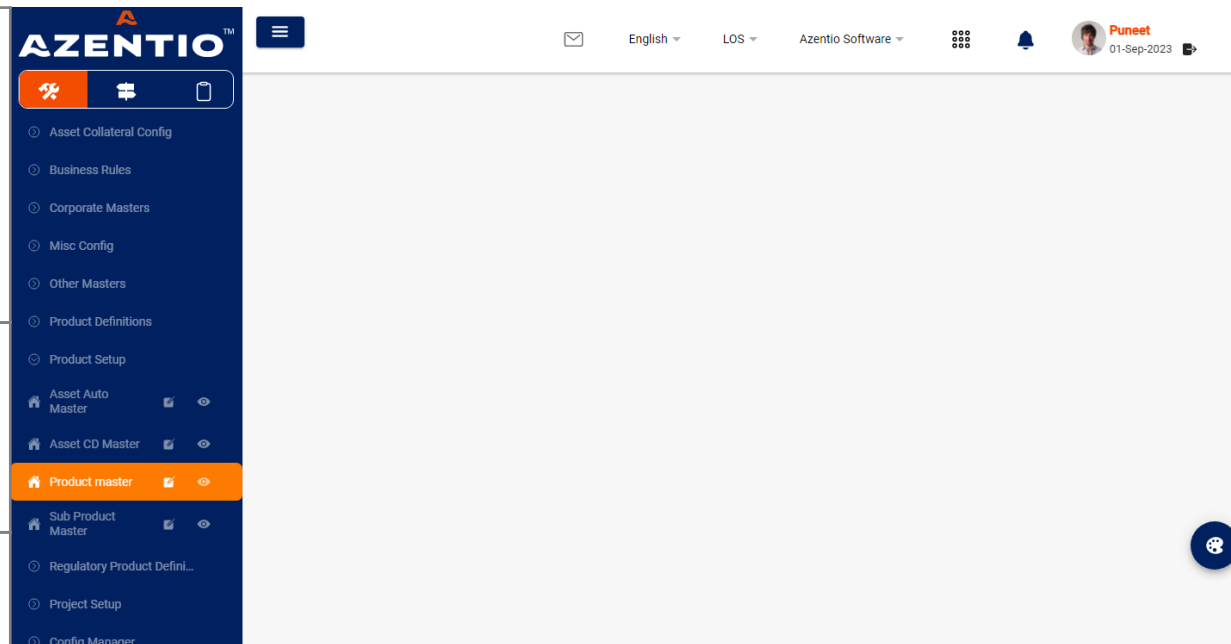 AZENTIO™
English
LOS
Azentio Software
Puneet
01-Sep-2023
Asset Collateral Config
Business Rules
Corporate Masters
Misc Config
Other Masters
Product Definitions
Product Setup
Asset Auto
Master
Asset CD Master
Product master
Sub Product
Master
Regulatory Product Defini...
Project Setup
Config Manager